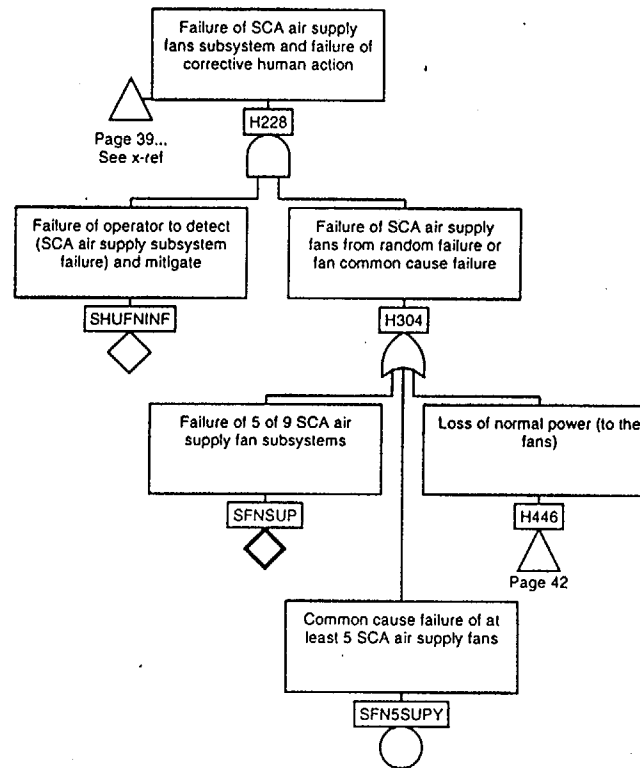 Failure of SCA air supply
fans subsystem and failure of
corrective human action
Page 39...
See x-ref
H228
Failure of operator to detect
(SCA air supply subsystem
failure) and mitigate
SHUFNINF
Failure of SCA air supply
fans from random failure or
fan common cause failure
H304
Failure of 5 of 9 SCA air
supply fan subsystems
SFNSUP
Loss of normal power (to the
fans)
H446
Page 42
Common cause failure of at
least 5 SCA air supply fans
SFN5SUPY